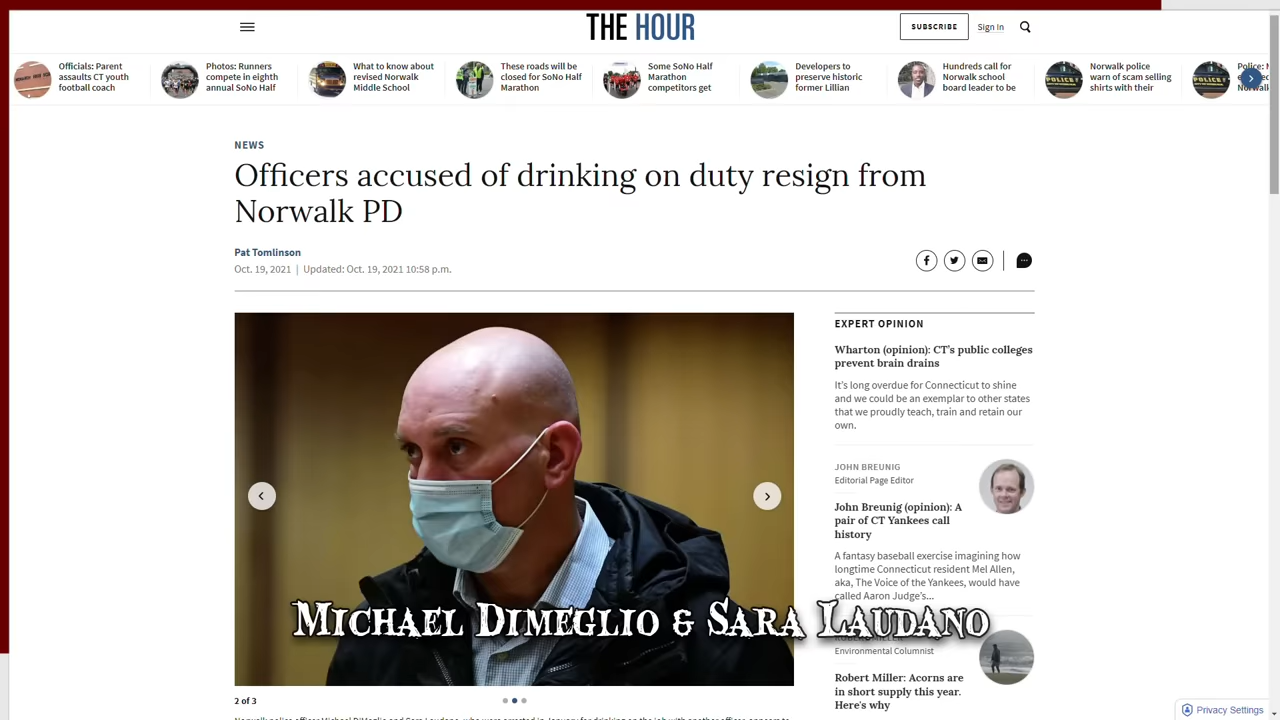 THE HOUR
SUBSCRIBE
Sign In
Officials: Parent
assaults CT youth
football coach
Photos: Runners
compete in eighth
annual SoNo Half
What to know about
revised Norwalk
Middle School
These roads will be
closed for SoNo Half
Marathon
Some SoNo Half
Marathon
competitors get
Developers to
preserve historic
former Lillian
Hundreds call for
Norwalk school
board leader to be
Norwalk police
warn of scam selling
shirts with their
NEWS
Officers accused of drinking on duty resign from
Norwalk PD
Pat Tomlinson
Oct. 19, 2021 | Updated: Oct. 19, 2021 10:58 p.m.
EXPERT OPINION
Wharton (opinion): CT's public colleges
prevent brain drains
It's long overdue for Connecticut to shine
and we could be an exemplar to other states
that we proudly teach, train and retain our
own.
JOHN BREUNIG
Editorial Page Editor
John Breunig (opinion): A
pair of CT Yankees call
history
A fantasy baseball exercise imagining how
longtime Connecticut resident Mel Allen,
aka, The Voice of the Yankees, would have
called Aaron Judge's...
Michael Dimeglio & Sara Laudano
Environmental Columnist
Robert Miller: Acorns are
in short supply this year.
Here's why
2 of 3
Privacy Settings